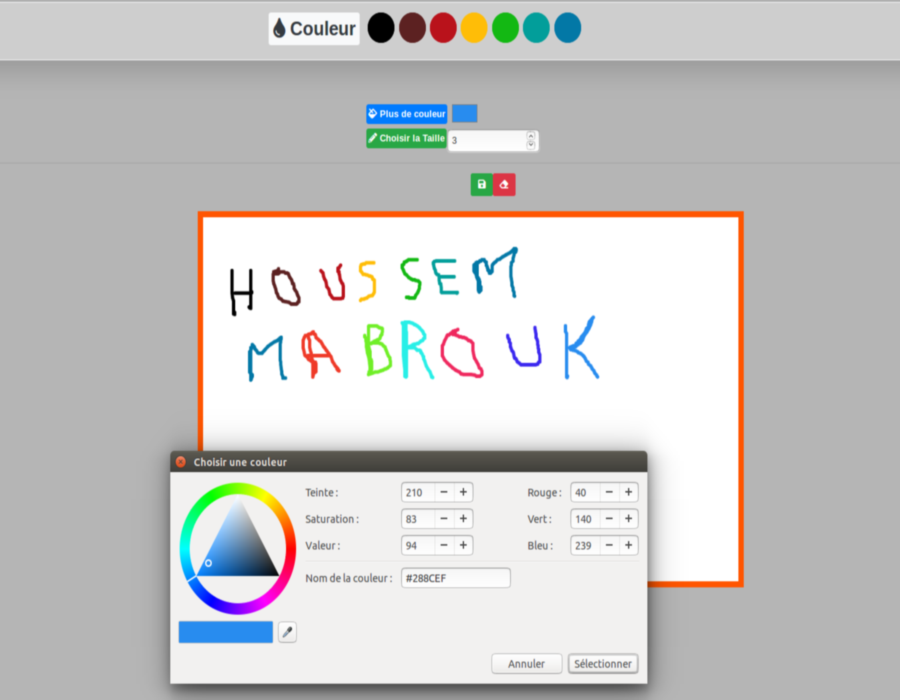 Couleur
Plus de couleur
Choisir la Taille 3
HOUSSEM
MABROUK
Choisir une couleur
Teinte : 210 − + Rouge : 40 − +
Saturation : 83 − + Vert : 140 − +
Valeur : 94 − + Bleu : 239 − +
Nom de la couleur : #288CEF
Annuler Sélectionner